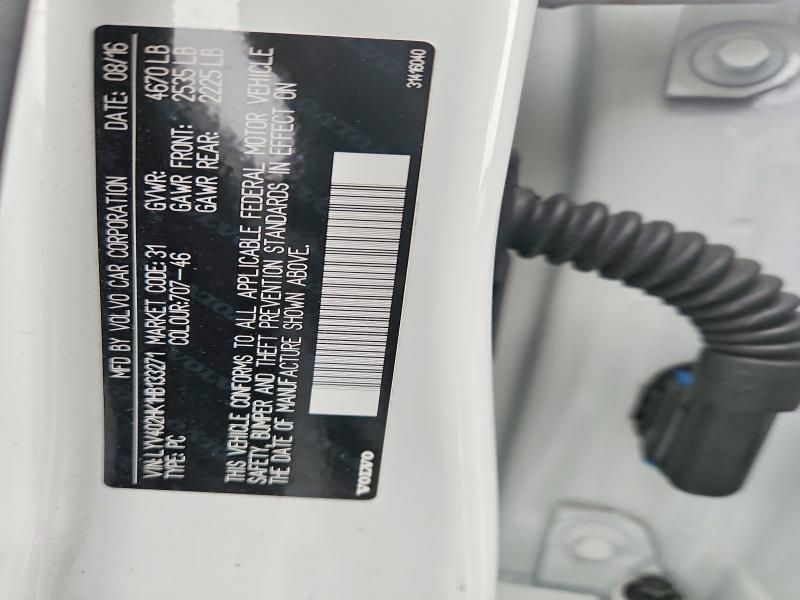 MFD BY VOLVO CAR CORPORATION DATE: 08/16
VIN: LYV402HK1HB133271 MARKET CODE: 31 GVWR: 4670 LB
TYPE: PC COLOUR:707-46 GAWR FRONT: 2535 LB
GAWR REAR: 2225 LB
THIS VEHICLE CONFORMS TO ALL APPLICABLE FEDERAL MOTOR VEHICLE
SAFETY, BUMPER AND THEFT PREVENTION STANDARDS IN EFFECT ON
THE DATE OF MANUFACTURE SHOWN ABOVE.
VOLVO 31416040